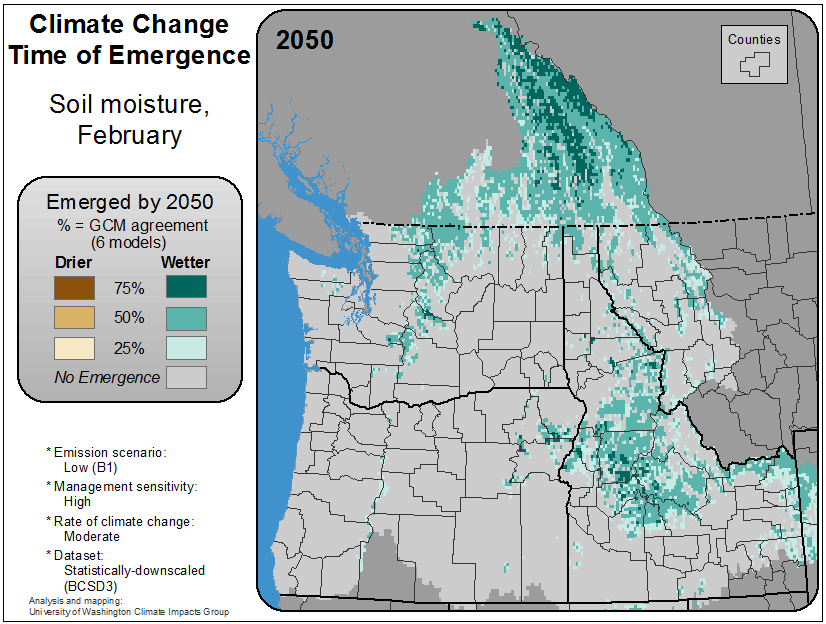 Climate Change
Time of Emergence
Soil moisture,
February
Emerged by 2050
% = GCM agreement
(6 models)
Drier Wetter
75%
50%
25%
No Emergence
* Emission scenario:
Low (B1)
* Management sensitivity:
High
* Rate of climate change:
Moderate
* Dataset:
Statistically-downscaled
(BCSD3)
Analysis and mapping:
University of Washington Climate Impacts Group
2050
Counties